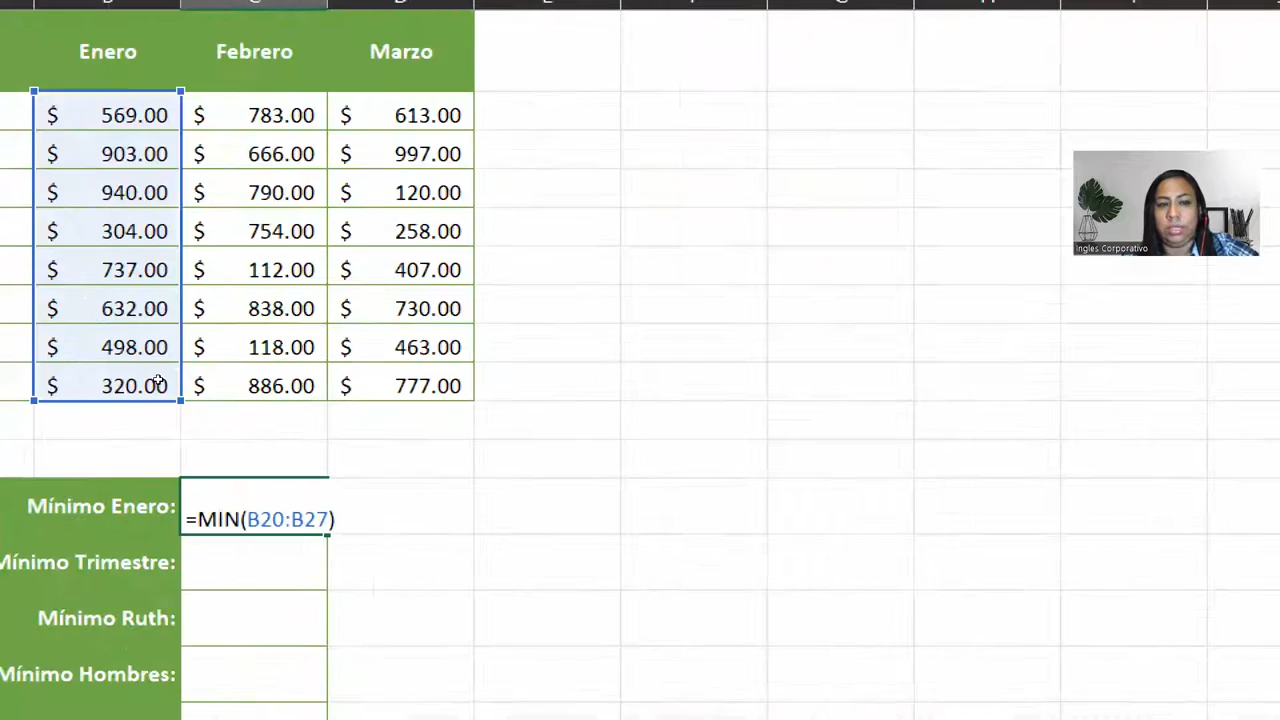 Enero Febrero Marzo
$ 569.00 $ 783.00 $ 613.00
$ 903.00 $ 666.00 $ 997.00
$ 940.00 $ 790.00 $ 120.00
$ 304.00 $ 754.00 $ 258.00
$ 737.00 $ 112.00 $ 407.00
$ 632.00 $ 838.00 $ 730.00
$ 498.00 $ 118.00 $ 463.00
$ 320.00 $ 886.00 $ 777.00
Mínimo Enero: =MIN(B20:B27)
Mínimo Trimestre:
Mínimo Ruth:
Mínimo Hombres:
Ingles Corporativo